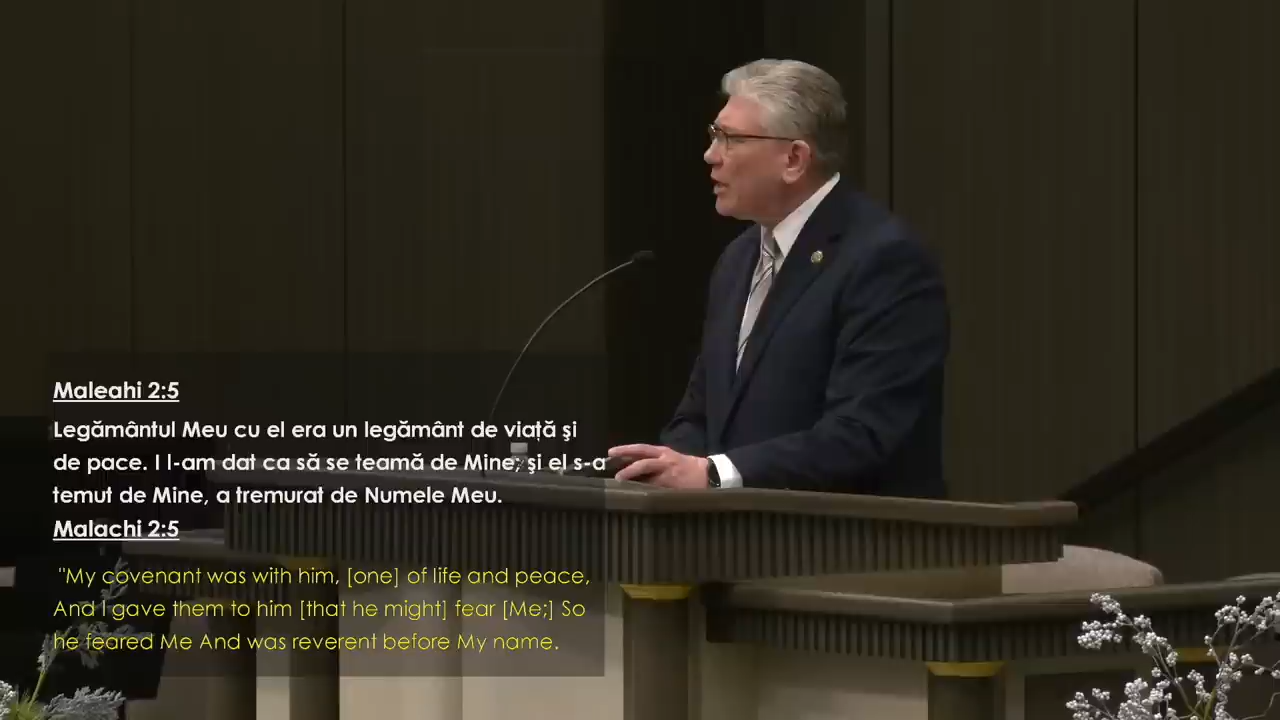 Maleahi 2:5
Legământul Meu cu el era un legământ de viață și
de pace. I l-am dat ca să se teamă de Mine; și el s-a
temut de Mine, a tremurat de Numele Meu.
Malachi 2:5
"My covenant was with him, [one] of life and peace,
And I gave them to him [that he might] fear [Me;] So
he feared Me And was reverent before My name.